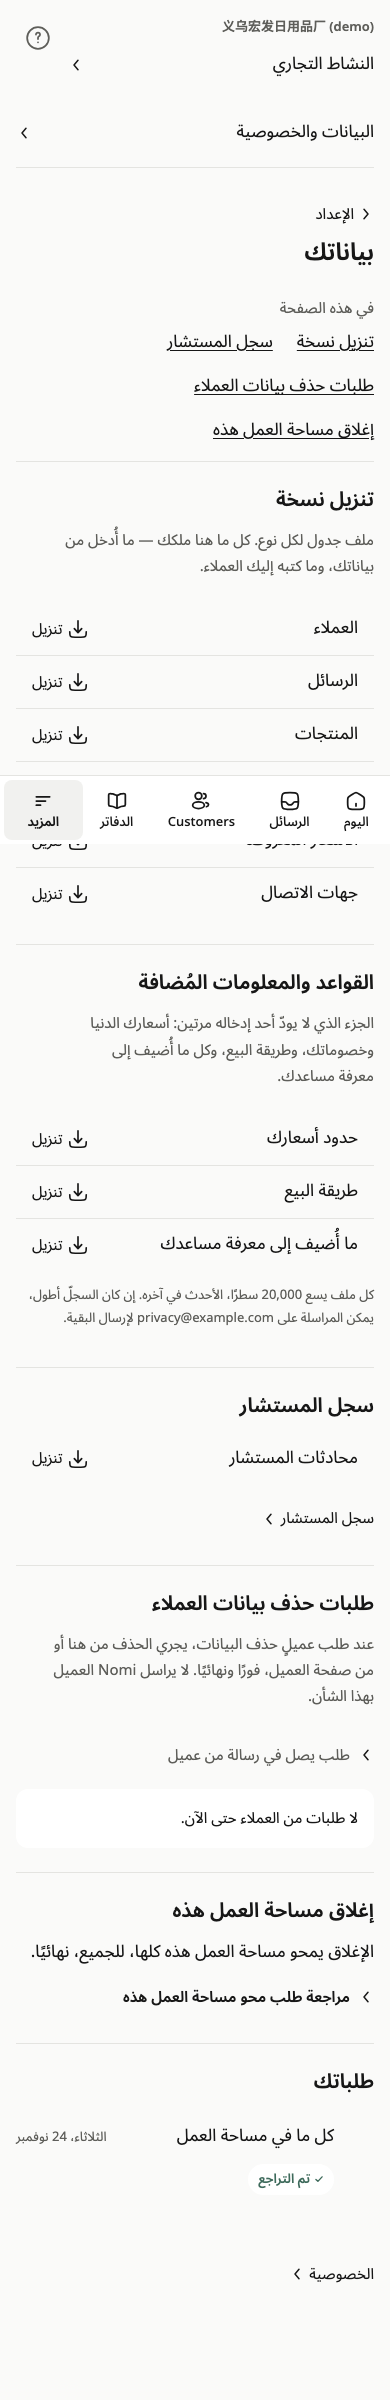 义乌宏发日用品厂 (demo)
النشاط التجاري
البيانات والخصوصية
الإعداد
بياناتك
في هذه الصفحة
تنزيل نسخة
سجل المستشار
طلبات حذف بيانات العملاء
إغلاق مساحة العمل هذه
تنزيل نسخة
ملف جدول لكل نوع. كل ما هنا ملكك — ما أُدخل من
بياناتك، وما كتبه إليك العملاء.
العملاء تنزيل
الرسائل تنزيل
المنتجات تنزيل
اليوم
الرسائل
Customers
الدفاتر
المزيد
جهات الاتصال تنزيل
القواعد والمعلومات المُضافة
الجزء الذي لا يودّ أحد إدخاله مرتين: أسعارك الدنيا
وخصوماتك، وطريقة البيع، وكل ما أُضيف إلى
معرفة مساعدك.
حدود أسعارك تنزيل
طريقة البيع تنزيل
ما أُضيف إلى معرفة مساعدك تنزيل
كل ملف يسع 20,000 سطرًا، الأحدث في آخره. إن كان السجلّ أطول،
يمكن المراسلة على privacy@example.com لإرسال البقية.
سجل المستشار
محادثات المستشار تنزيل
سجل المستشار
طلبات حذف بيانات العملاء
عند طلب عميلٍ حذف البيانات، يجري الحذف من هنا أو
من صفحة العميل، فورًا ونهائيًا. لا يراسل Nomi العميل
بهذا الشأن.
طلب يصل في رسالة من عميل
لا طلبات من العملاء حتى الآن.
إغلاق مساحة العمل هذه
الإغلاق يمحو مساحة العمل هذه كلها، للجميع، نهائيًا.
مراجعة طلب محو مساحة العمل هذه
طلباتك
كل ما في مساحة العمل
الثلاثاء، 24 نوفمبر
تم التراجع
الخصوصية